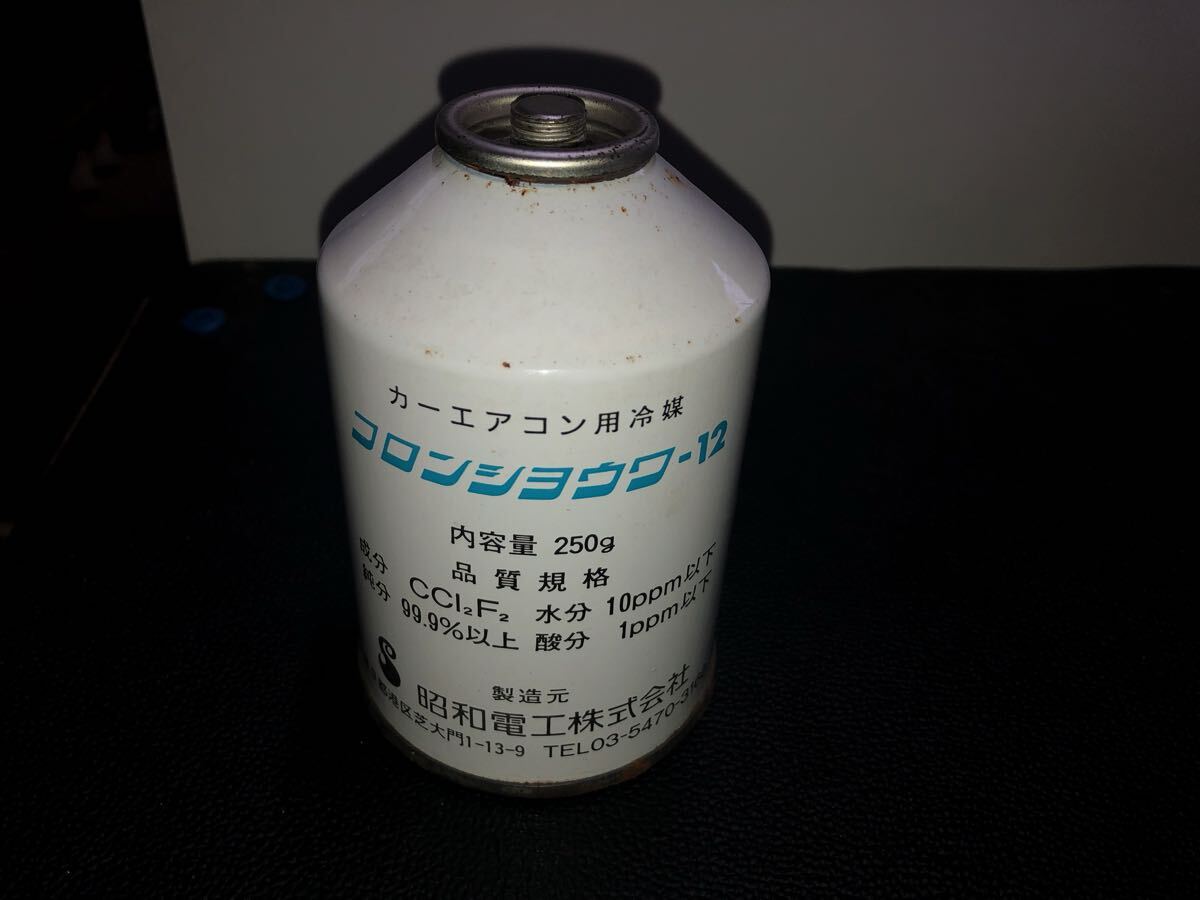 カーエアコン用冷媒
コロンショウワ-12
内容量 250g
品質規格
成分 CCl₂F₂ 水分 10ppm以下
純分 99.9%以上 酸分 1ppm以下
製造元
昭和電工株式会社
港区芝大門1-13-9 TEL03-5470-